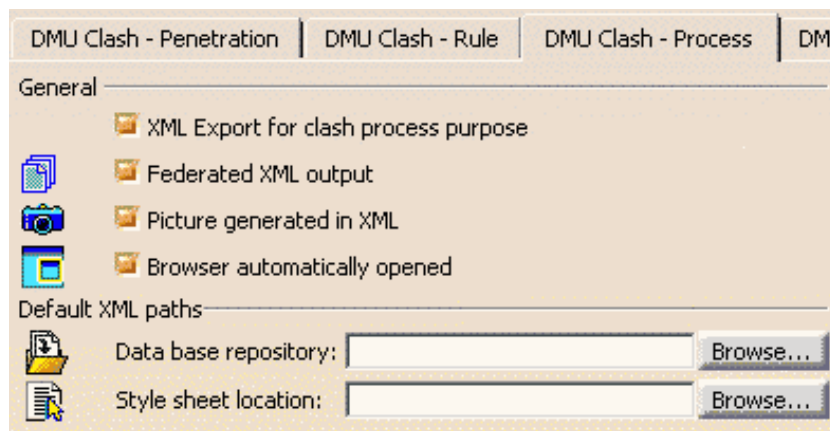 DMU Clash - Penetration DMU Clash - Rule DMU Clash - Process DM
General
XML Export for clash process purpose
Federated XML output
Picture generated in XML
Browser automatically opened
Default XML paths
Data base repository: Browse...
Style sheet location: Browse...